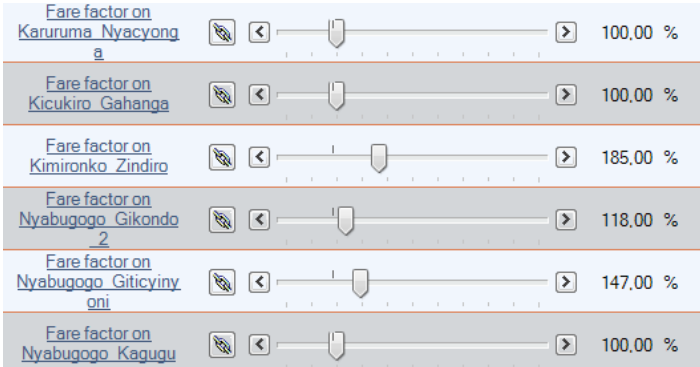 Fare factor on
Karuruma_Nyacyong
a
100,00 %
Fare factor on
Kicukiro_Gahanga
100,00 %
Fare factor on
Kimironko_Zindiro
185,00 %
Fare factor on
Nyabugogo_Gikondo
_2
118,00 %
Fare factor on
Nyabugogo_Giticyiny
oni
147,00 %
Fare factor on
Nyabugogo_Kagugu
100,00 %